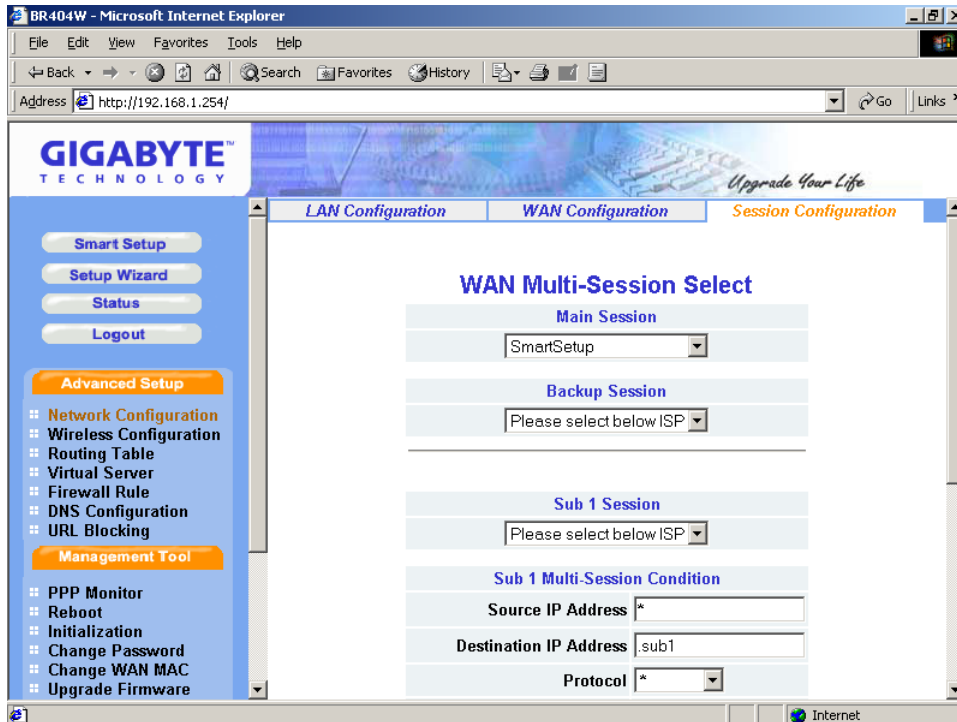 BR404W - Microsoft Internet Explorer
File Edit View Favorites Tools Help
Back Search Favorites History
Address http://192.168.1.254/ Go Links
GIGABYTE™
TECHNOLOGY
Upgrade Your Life
LAN Configuration WAN Configuration Session Configuration
Smart Setup
Setup Wizard
Status
Logout
Advanced Setup
Network Configuration
Wireless Configuration
Routing Table
Virtual Server
Firewall Rule
DNS Configuration
URL Blocking
Management Tool
PPP Monitor
Reboot
Initialization
Change Password
Change WAN MAC
Upgrade Firmware
WAN Multi-Session Select
Main Session
SmartSetup
Backup Session
Please select below ISP
Sub 1 Session
Please select below ISP
Sub 1 Multi-Session Condition
Source IP Address *
Destination IP Address .sub1
Protocol *
Internet